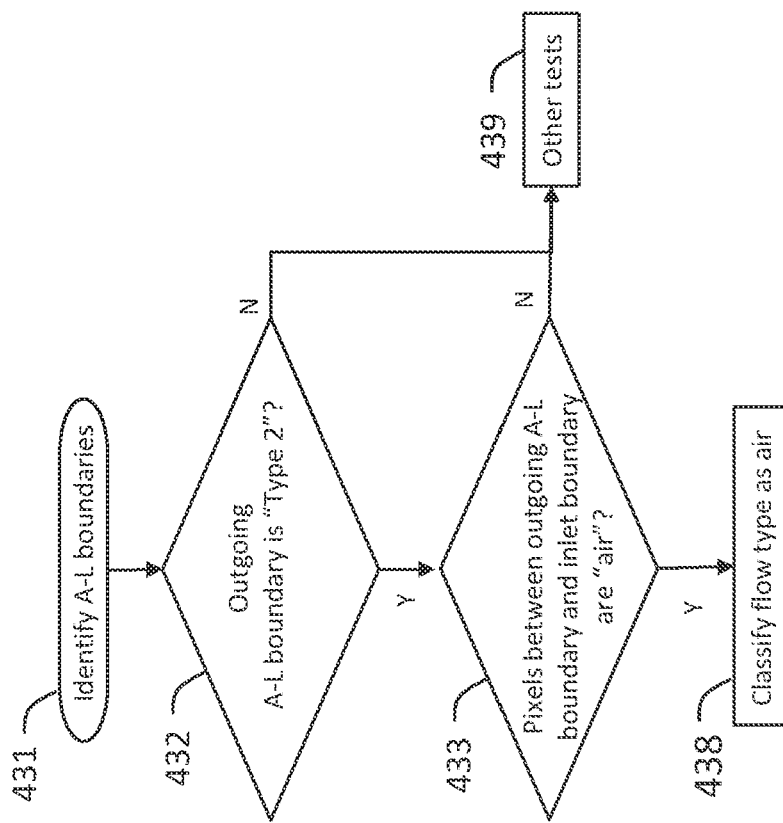 431
Identify A-L boundaries
432
Outgoing
A-L boundary is “Type 2”?
N
Y
433
Pixels between outgoing A-L
boundary and inlet boundary
are “air”?
N
439
Other tests
Y
438
Classify flow type as air